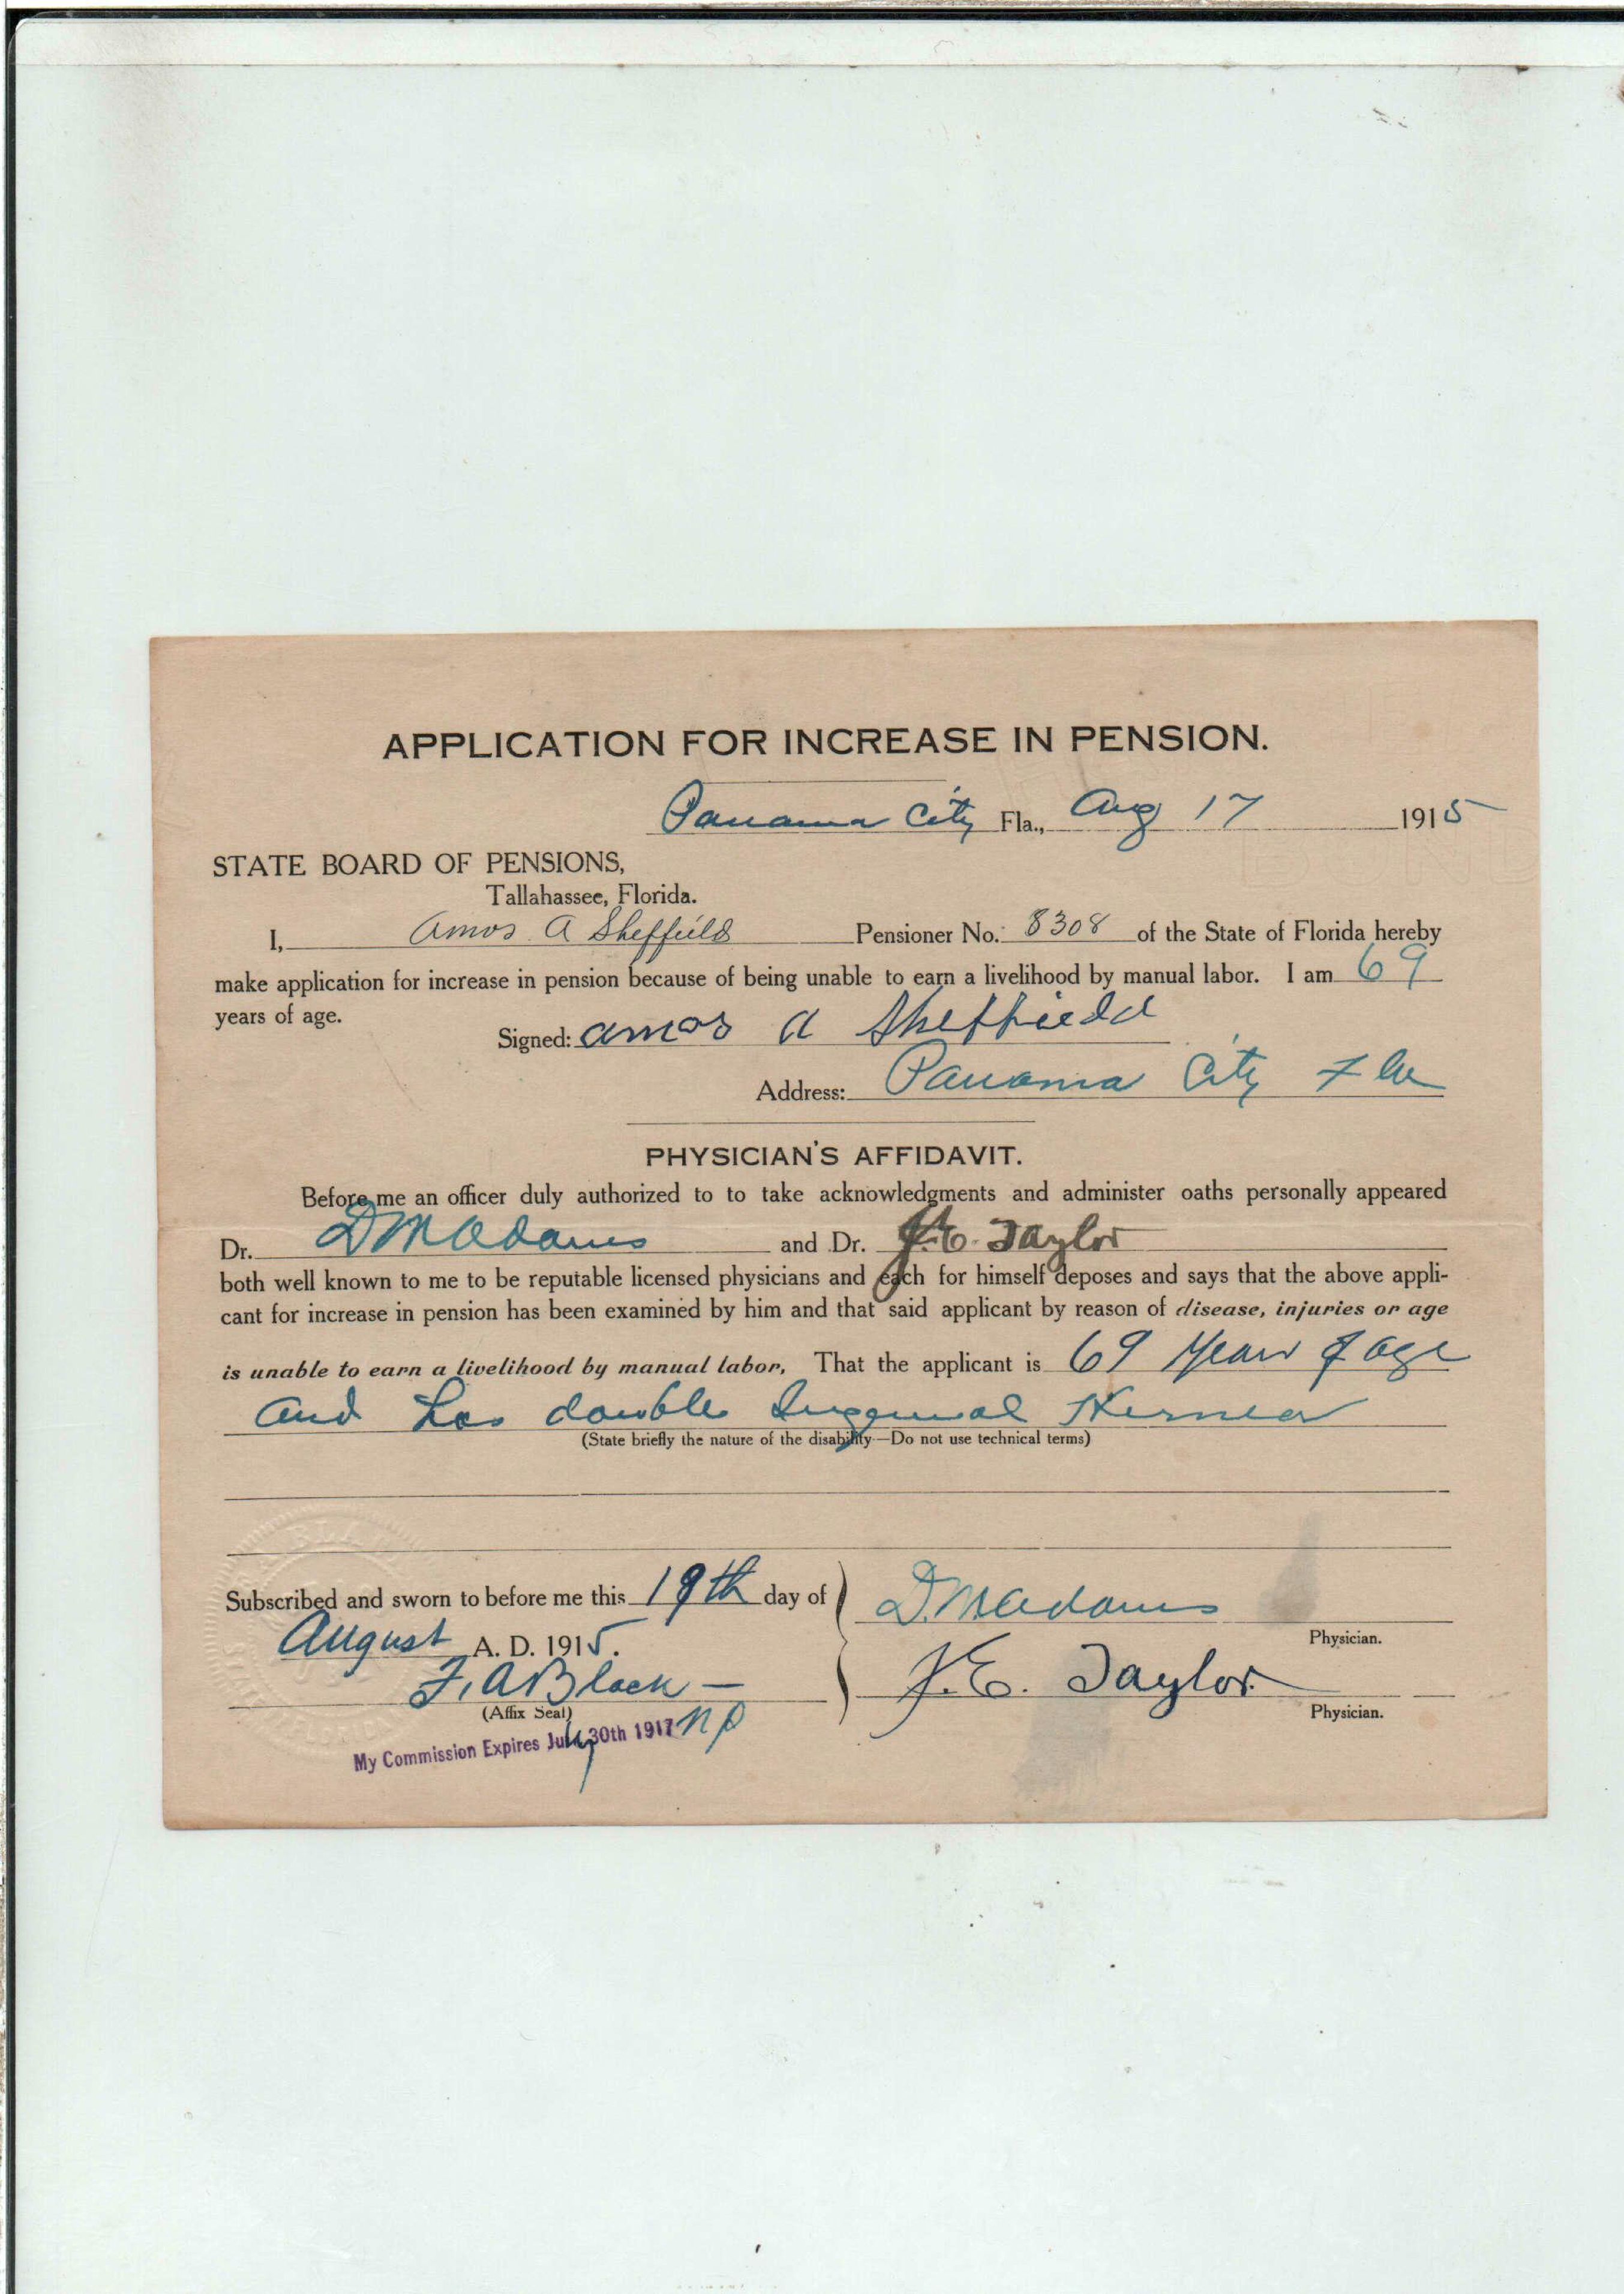 APPLICATION FOR INCREASE IN PENSION.
Panama City Fla., Aug 17 1915
STATE BOARD OF PENSIONS,
Tallahassee, Florida.
I, Amos A Sheffield Pensioner No. 8308 of the State of Florida hereby
make application for increase in pension because of being unable to earn a livelihood by manual labor. I am 69
years of age.
Signed: Amos A Sheffield
Address: Panama City Fla
PHYSICIAN'S AFFIDAVIT.
Before me an officer duly authorized to to take acknowledgments and administer oaths personally appeared
Dr. D M Adams and Dr. J. E. Taylor
both well known to me to be reputable licensed physicians and each for himself deposes and says that the above appli-
cant for increase in pension has been examined by him and that said applicant by reason of disease, injuries or age
is unable to earn a livelihood by manual labor, That the applicant is 69 years of age
and has double Inguinal Hernia
(State briefly the nature of the disability—Do not use technical terms)
Subscribed and sworn to before me this 19th day of
August A. D. 1915.
D. M Adams
Physician.
F. A Black —
J. E. Taylor.
(Affix Seal)
Physician.
My Commission Expires July 30th 1917 N P